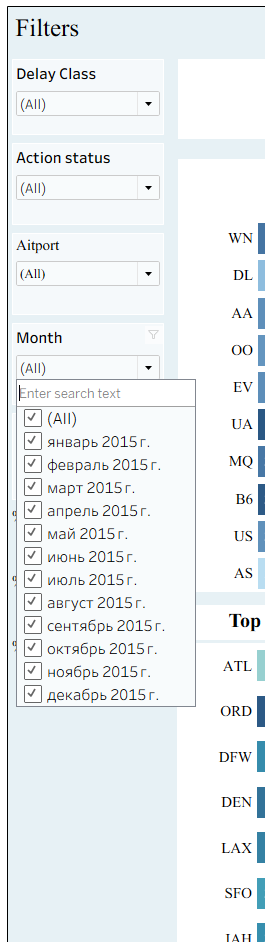 Filters
Delay Class
(All)
Action status
(All)
Aitport
(All)
Month
(All)
Enter search text
(All)
январь 2015 г.
февраль 2015 г.
март 2015 г.
апрель 2015 г.
май 2015 г.
июнь 2015 г.
июль 2015 г.
август 2015 г.
сентябрь 2015 г.
октябрь 2015 г.
ноябрь 2015 г.
декабрь 2015 г.
WN
DL
AA
OO
EV
UA
MQ
B6
US
AS
Top
ATL
ORD
DFW
DEN
LAX
SFO
IAH